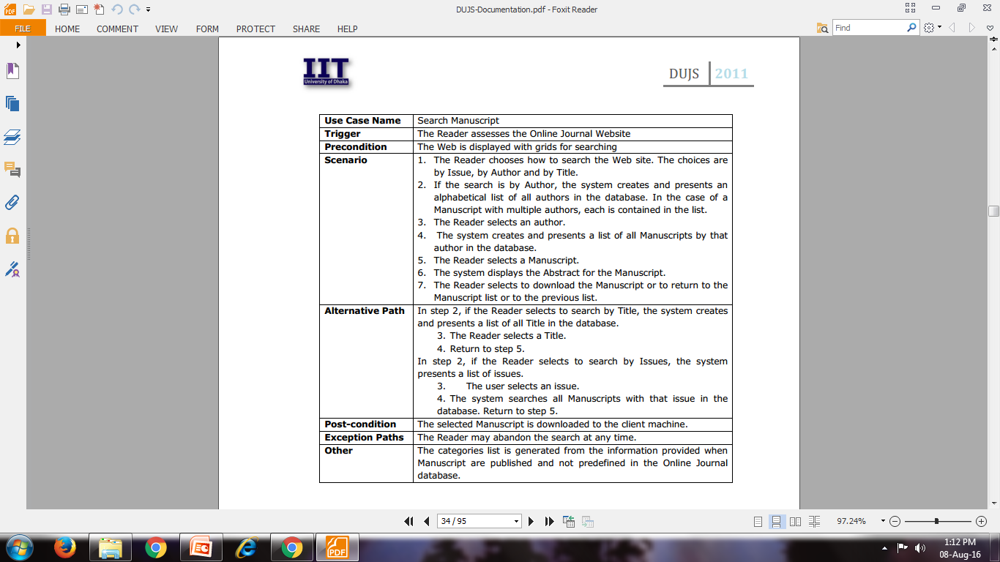 DUJS-Documentation.pdf - Foxit Reader
FILE HOME COMMENT VIEW FORM PROTECT SHARE HELP
Find
IIT
University of Dhaka
DUJS 2011
Use Case Name Search Manuscript
Trigger The Reader assesses the Online Journal Website
Precondition The Web is displayed with grids for searching
Scenario 1. The Reader chooses how to search the Web site. The choices are
by Issue, by Author and by Title.
2. If the search is by Author, the system creates and presents an
alphabetical list of all authors in the database. In the case of a
Manuscript with multiple authors, each is contained in the list.
3. The Reader selects an author.
4. The system creates and presents a list of all Manuscripts by that
author in the database.
5. The Reader selects a Manuscript.
6. The system displays the Abstract for the Manuscript.
7. The Reader selects to download the Manuscript or to return to the
Manuscript list or to the previous list.
Alternative Path In step 2, if the Reader selects to search by Title, the system creates
and presents a list of all Title in the database.
3. The Reader selects a Title.
4. Return to step 5.
In step 2, if the Reader selects to search by Issues, the system
presents a list of issues.
3. The user selects an issue.
4. The system searches all Manuscripts with that issue in the
database. Return to step 5.
Post-condition The selected Manuscript is downloaded to the client machine.
Exception Paths The Reader may abandon the search at any time.
Other The categories list is generated from the information provided when
Manuscript are published and not predefined in the Online Journal
database.
34 / 95
97.24%
PDF
1:12 PM
08-Aug-16